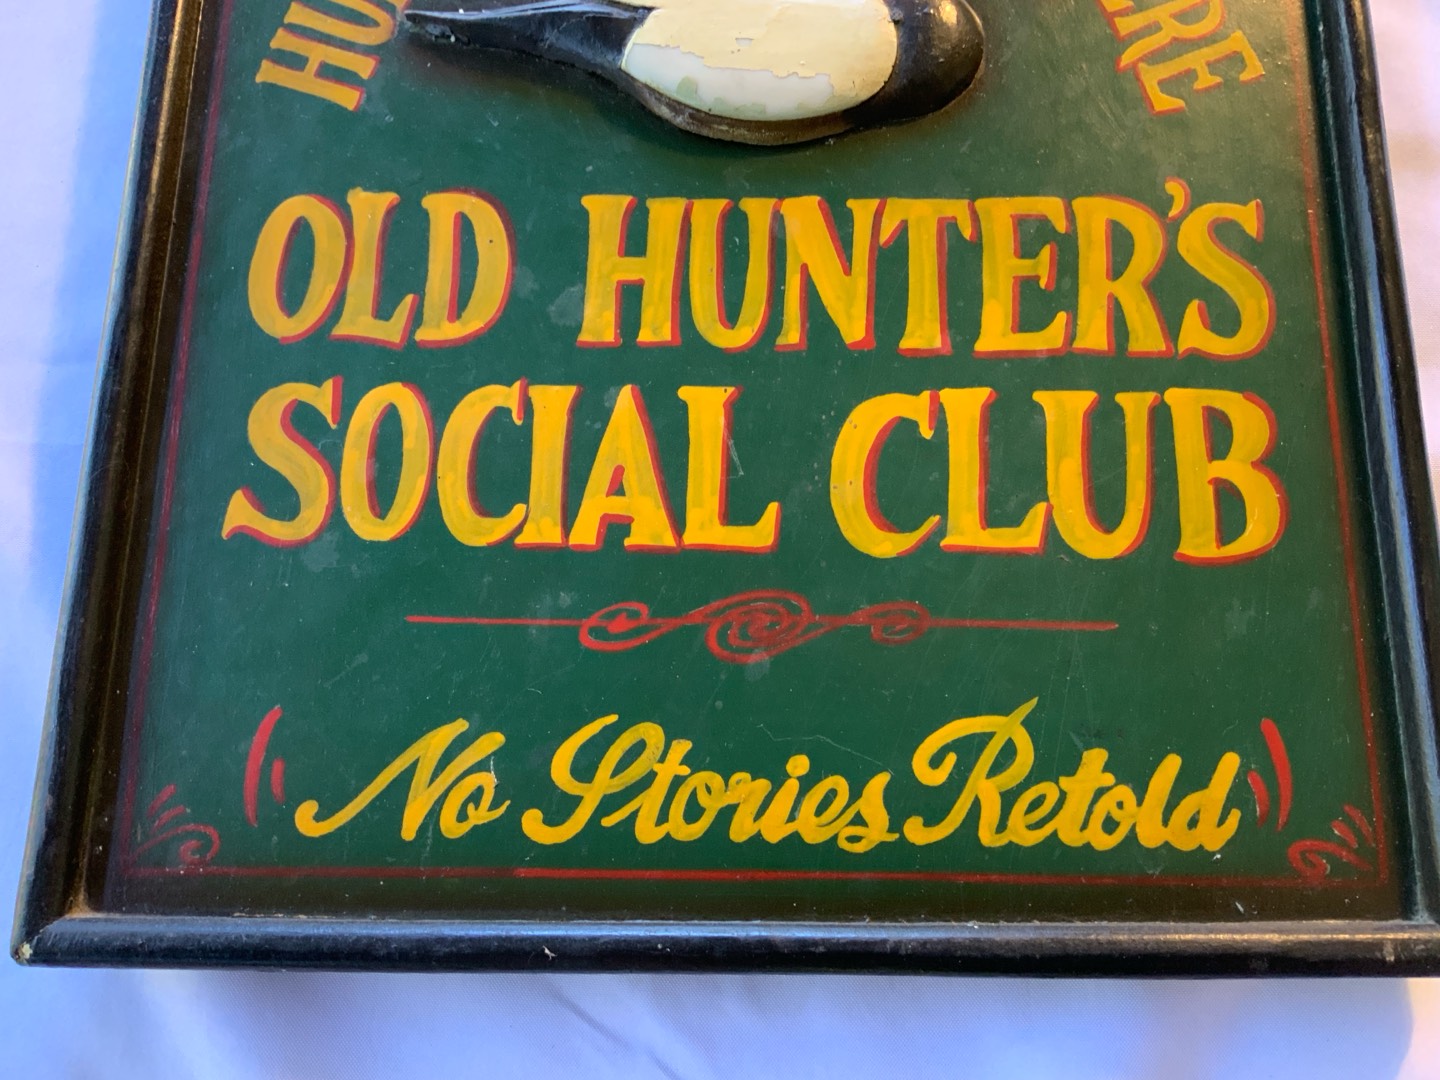 OLD HUNTER'S
SOCIAL CLUB
No Stories Retold